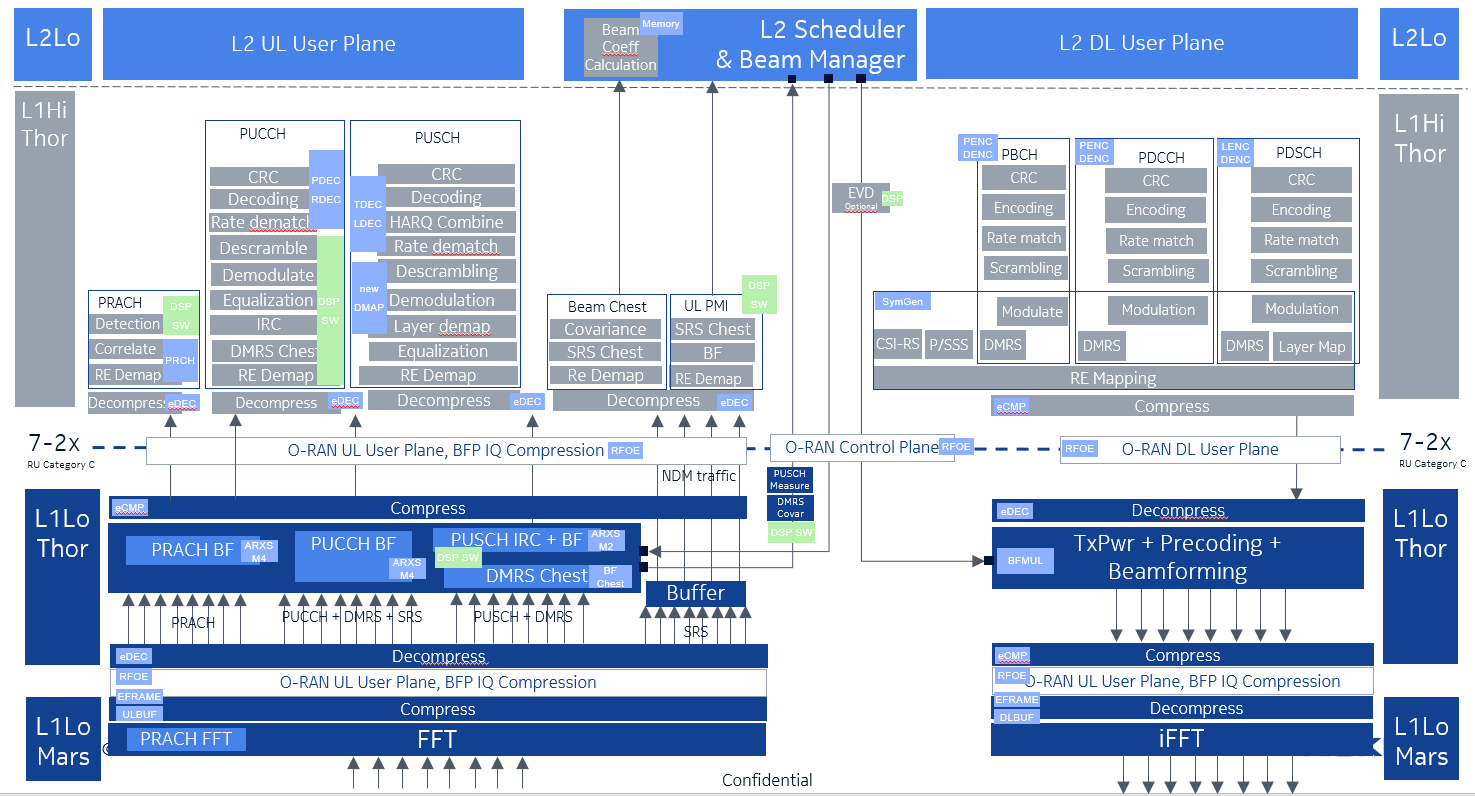 L2Lo
L2 UL User Plane
Beam
Coeff
Calculation
Memory
L2 Scheduler
& Beam Manager
L2 DL User Plane
L2Lo
L1Hi
Thor
PUCCH
CRC
Decoding
Rate dematch
Descramble
Demodulate
Equalization
IRC
DMRS Chest
RE Demap
Decompress
PDEC
RDEC
DSP
SW
PUSCH
CRC
Decoding
HARQ Combine
Rate dematch
Descrambling
Demodulation
Layer demap
Equalization
RE Demap
Decompress
TDEC
LDEC
new
DMAP
eDEC
eDEC
PRACH
Detection
Correlate
RE Demap
Decompress
DSP
SW
PRCH
eDEC
Beam Chest
Covariance
SRS Chest
Re Demap
UL PMI
SRS Chest
BF
RE Demap
DSP
SW
Decompress
eDEC
EVD
Optional
DSP
PENC
DENC
PBCH
CRC
Encoding
Rate match
Scrambling
Modulate
DMRS
PENC
DENC
PDCCH
CRC
Encoding
Rate match
Scrambling
Modulation
DMRS
LENC
DENC
PDSCH
CRC
Encoding
Rate match
Scrambling
Modulation
DMRS
Layer Map
SymGen
CSI-RS
P/SSS
RE Mapping
eCMP
Compress
L1Hi
Thor
7-2x
RU Category C
O-RAN UL User Plane, BFP IQ Compression
RFOE
O-RAN Control Plane
RFOE
RFOE
O-RAN DL User Plane
7-2x
RU Category C
NDM traffic
PUSCH
Measure
DMRS
Covar
DSP SW
L1Lo
Thor
eCMP
Compress
PRACH BF
ARXS
M4
PUCCH BF
ARXS
M4
PUSCH IRC + BF
ARXS
M2
DSP SW
DMRS Chest
BF
Chest
Buffer
PRACH
PUCCH + DMRS + SRS
PUSCH + DMRS
SRS
eDEC
Decompress
RFOE
O-RAN UL User Plane, BFP IQ Compression
EFRAME
ULBUF
Compress
L1Lo
Mars
PRACH FFT
FFT
©
Confidential
eDEC
Decompress
BFMUL
TxPwr + Precoding +
Beamforming
L1Lo
Thor
eCMP
Compress
RFOE
O-RAN UL User Plane, BFP IQ Compression
EFRAME
DLBUF
Decompress
iFFT
L1Lo
Mars